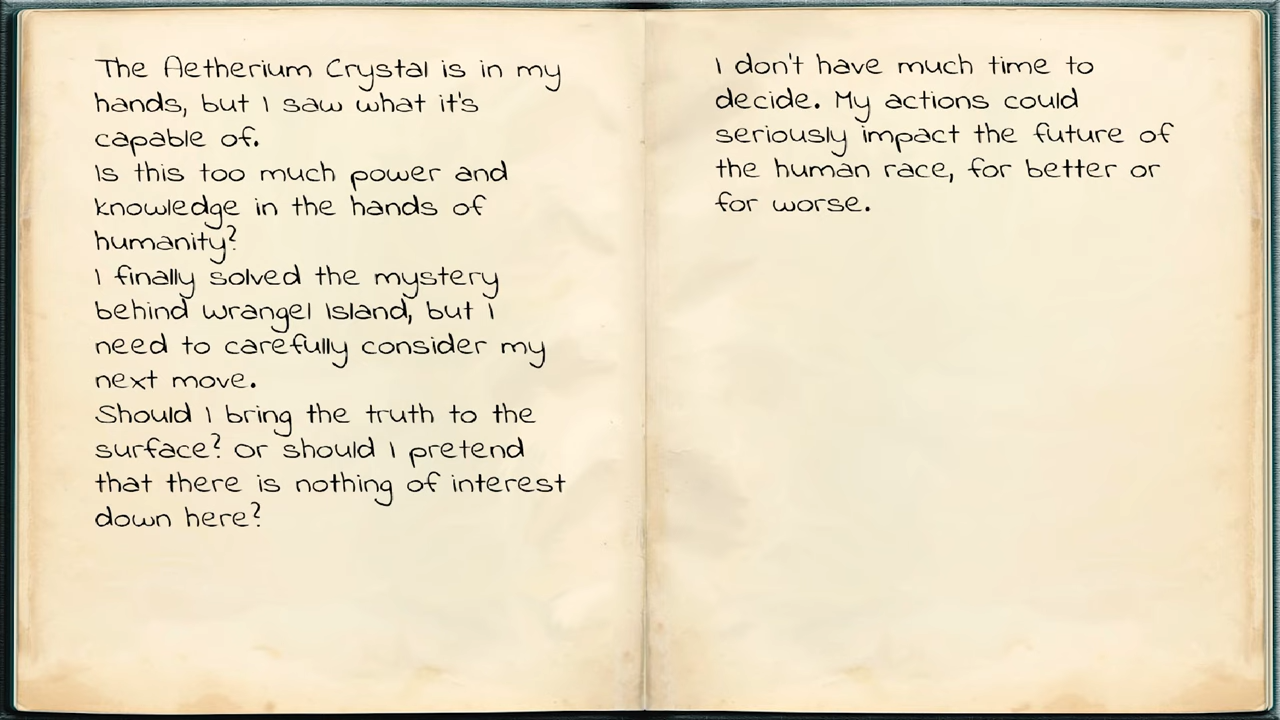 The Aetherium Crystal is in my
hands, but I saw what it's
capable of.
Is this too much power and
knowledge in the hands of
humanity?
I finally solved the mystery
behind Wrangel Island, but I
need to carefully consider my
next move.
Should I bring the truth to the
surface? Or should I pretend
that there is nothing of interest
down here?
I don't have much time to
decide. My actions could
seriously impact the future of
the human race, for better or
for worse.